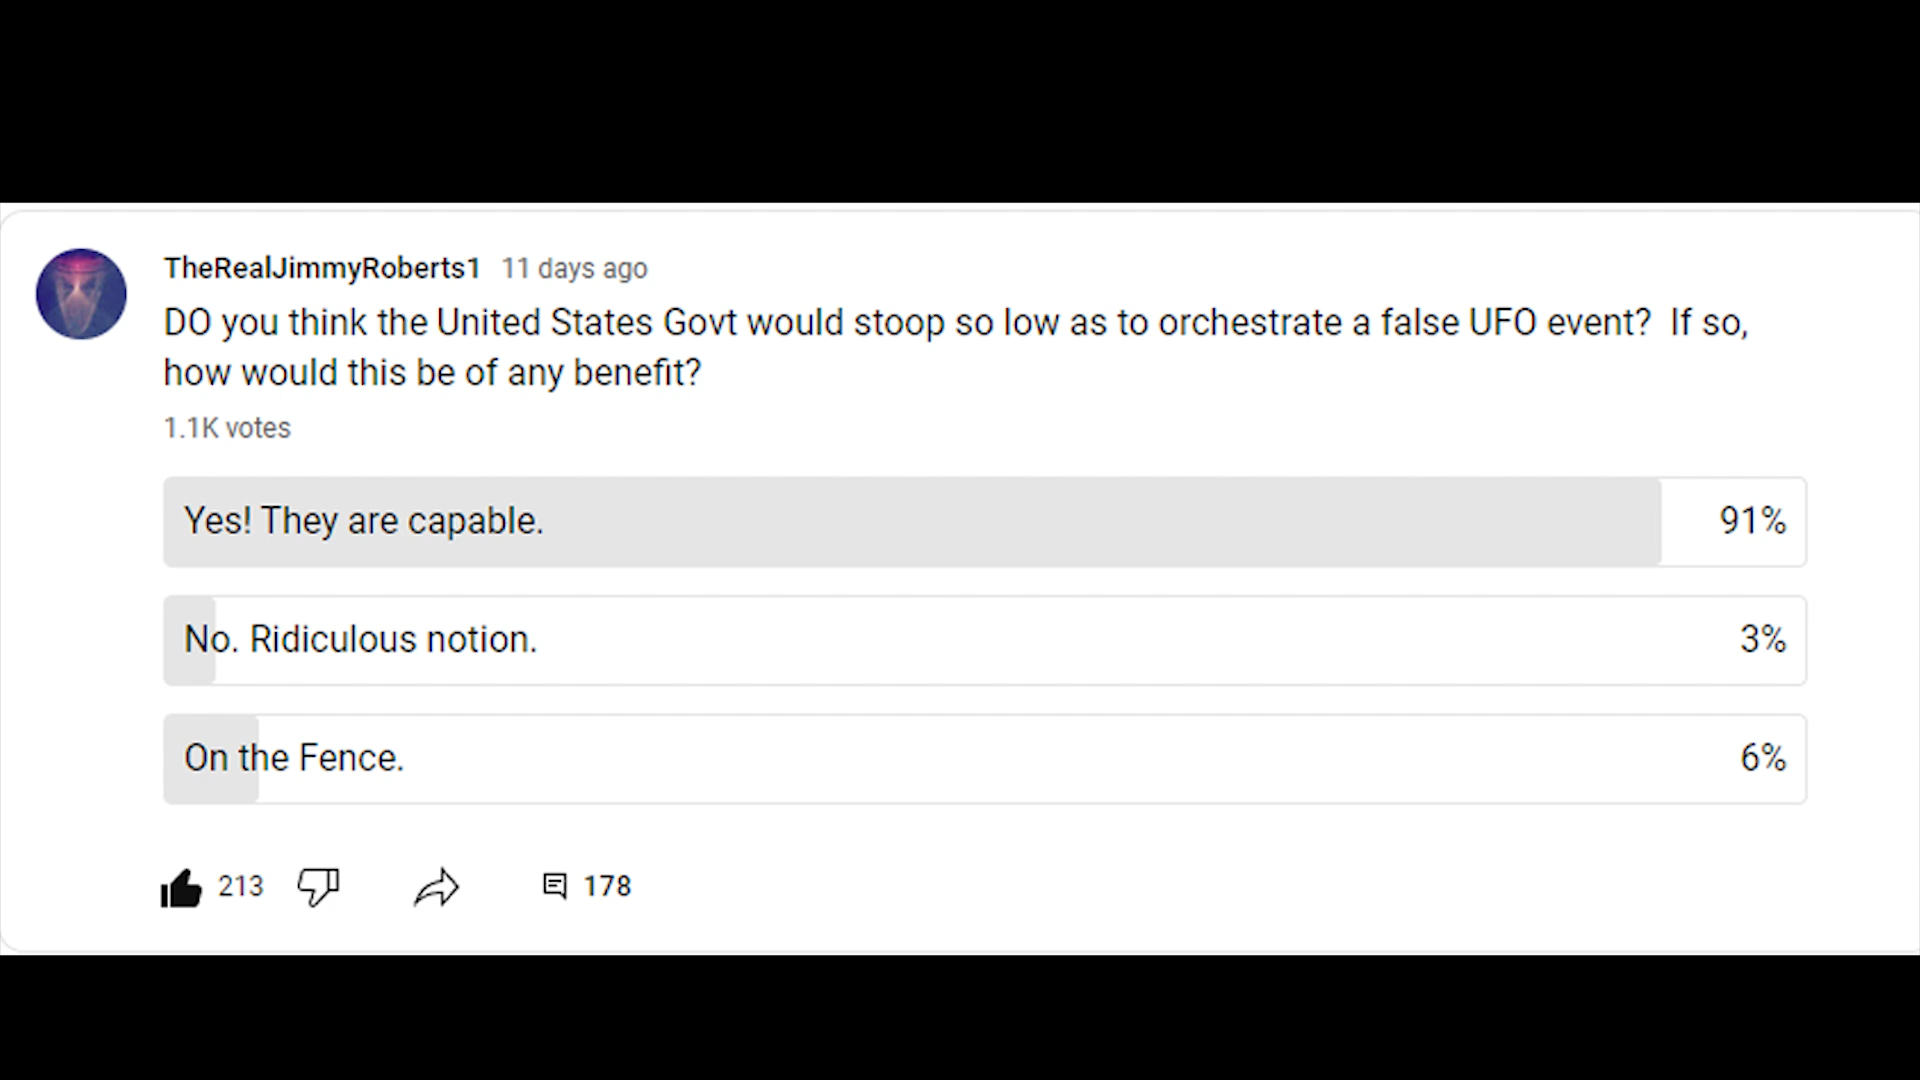 TheRealJimmyRoberts1 11 days ago
DO you think the United States Govt would stoop so low as to orchestrate a false UFO event?  If so,
how would this be of any benefit?
1.1K votes
Yes! They are capable. 91%
No. Ridiculous notion. 3%
On the Fence. 6%
213 178